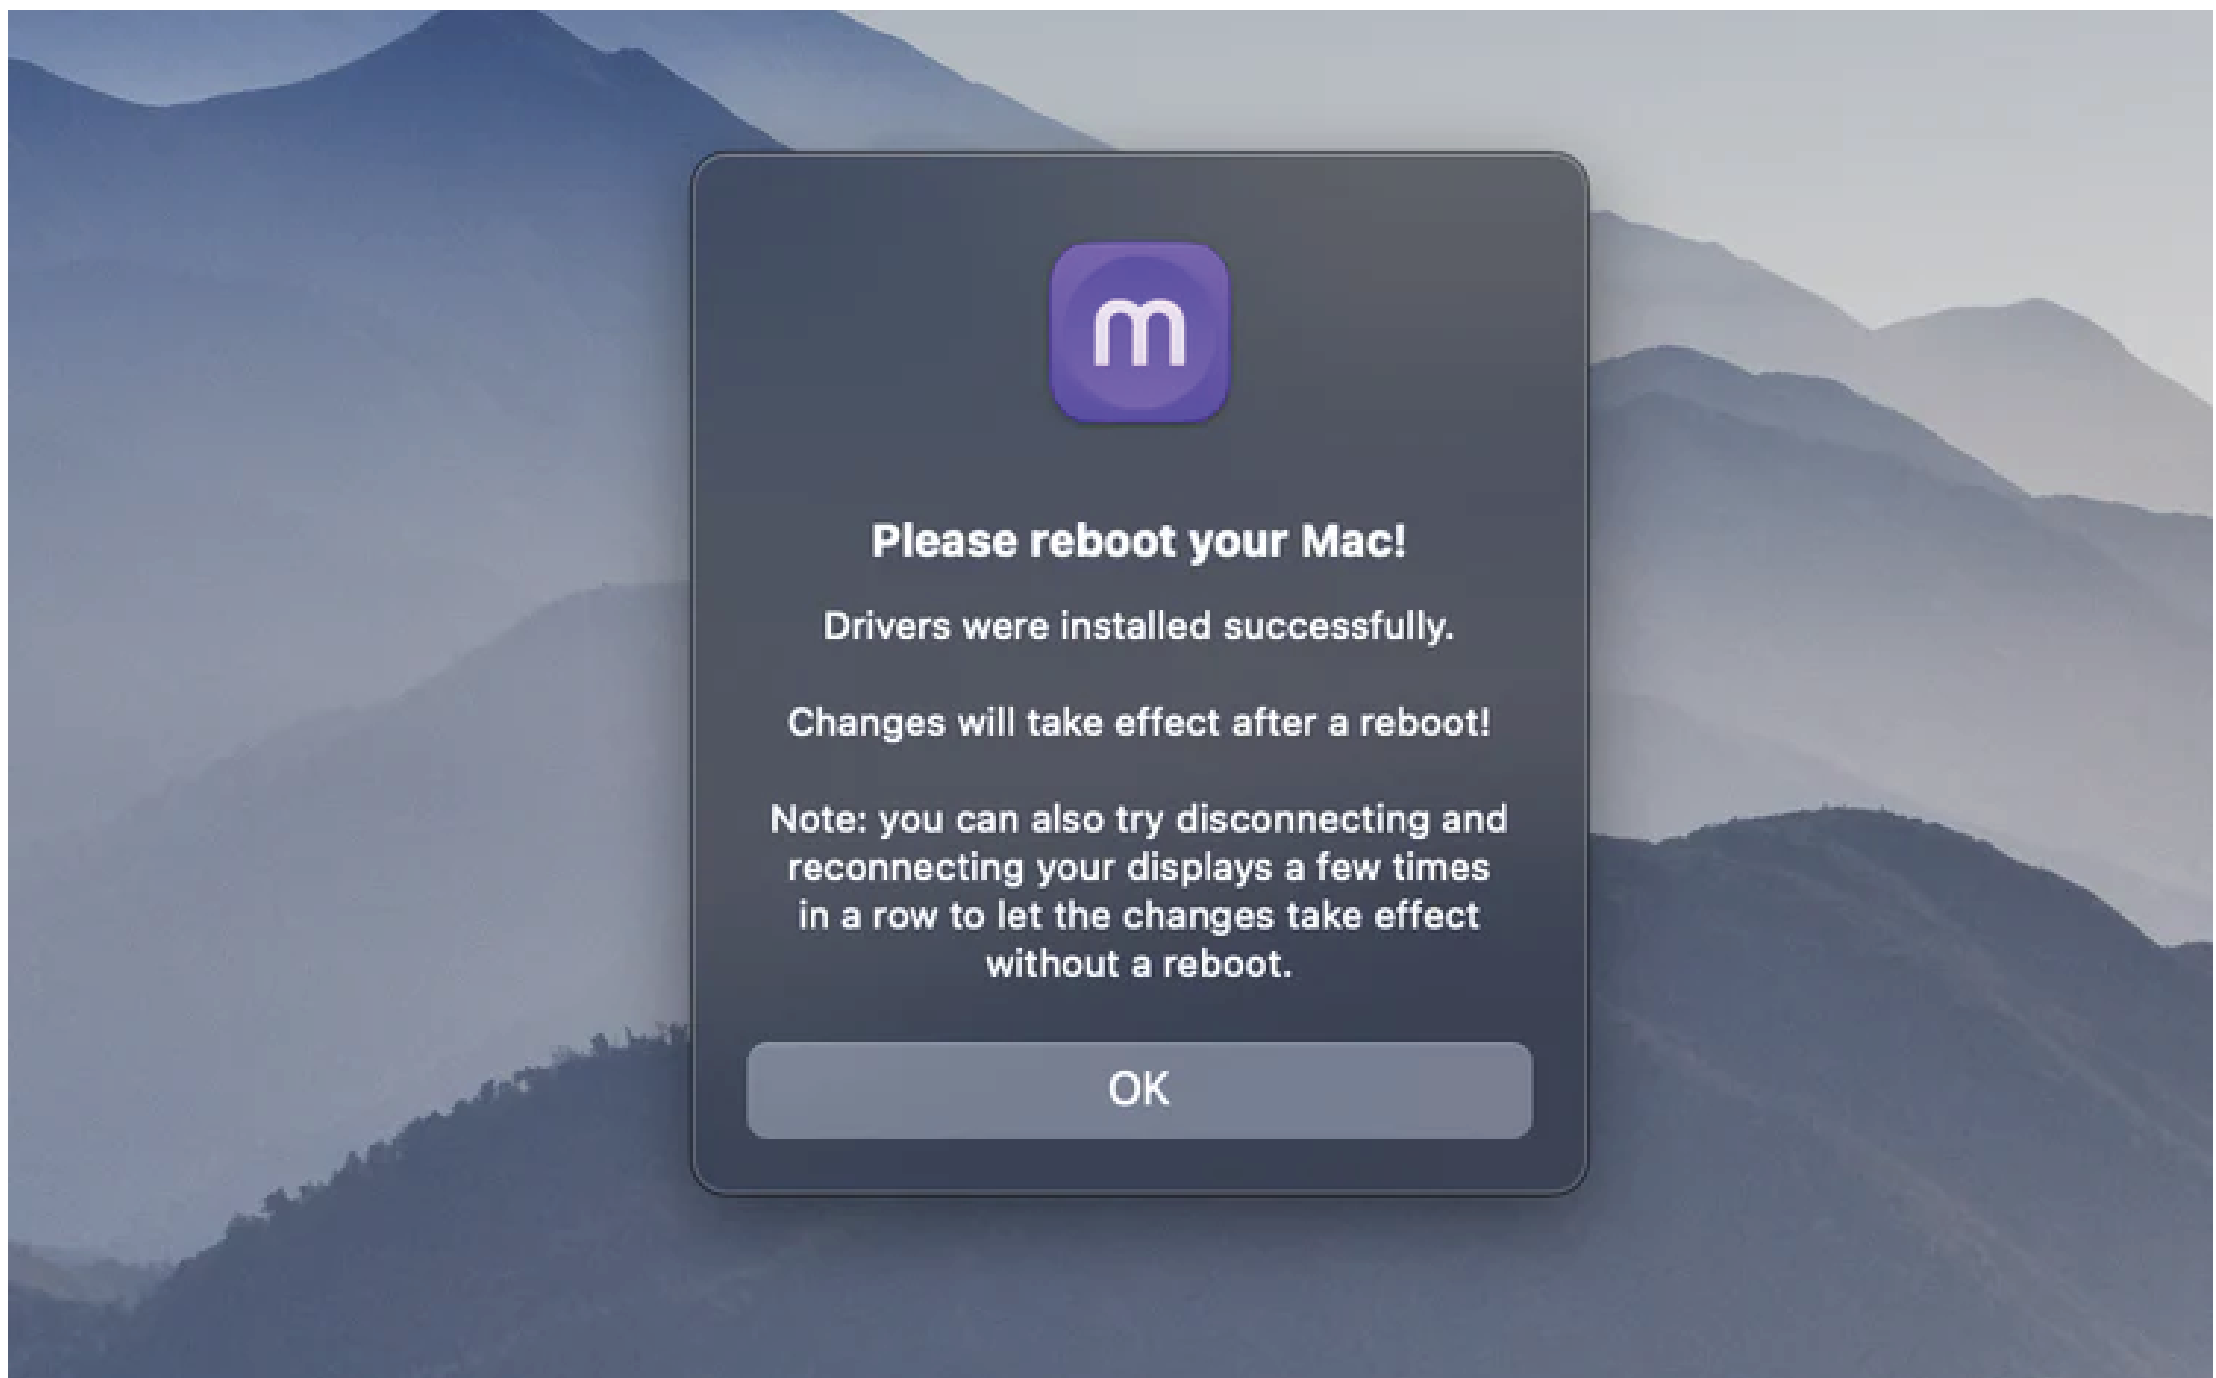 m
Please reboot your Mac!
Drivers were installed successfully.
Changes will take effect after a reboot!
Note: you can also try disconnecting and
reconnecting your displays a few times
in a row to let the changes take effect
without a reboot.
OK